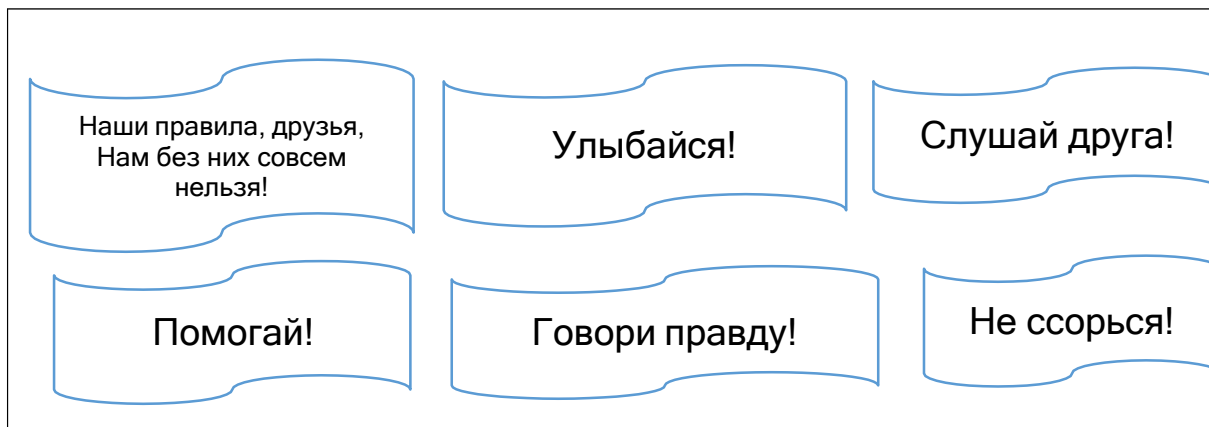 Наши правила, друзья,
Нам без них совсем
нельзя!
Улыбайся!
Слушай друга!
Помогай!
Говори правду!
Не ссорься!